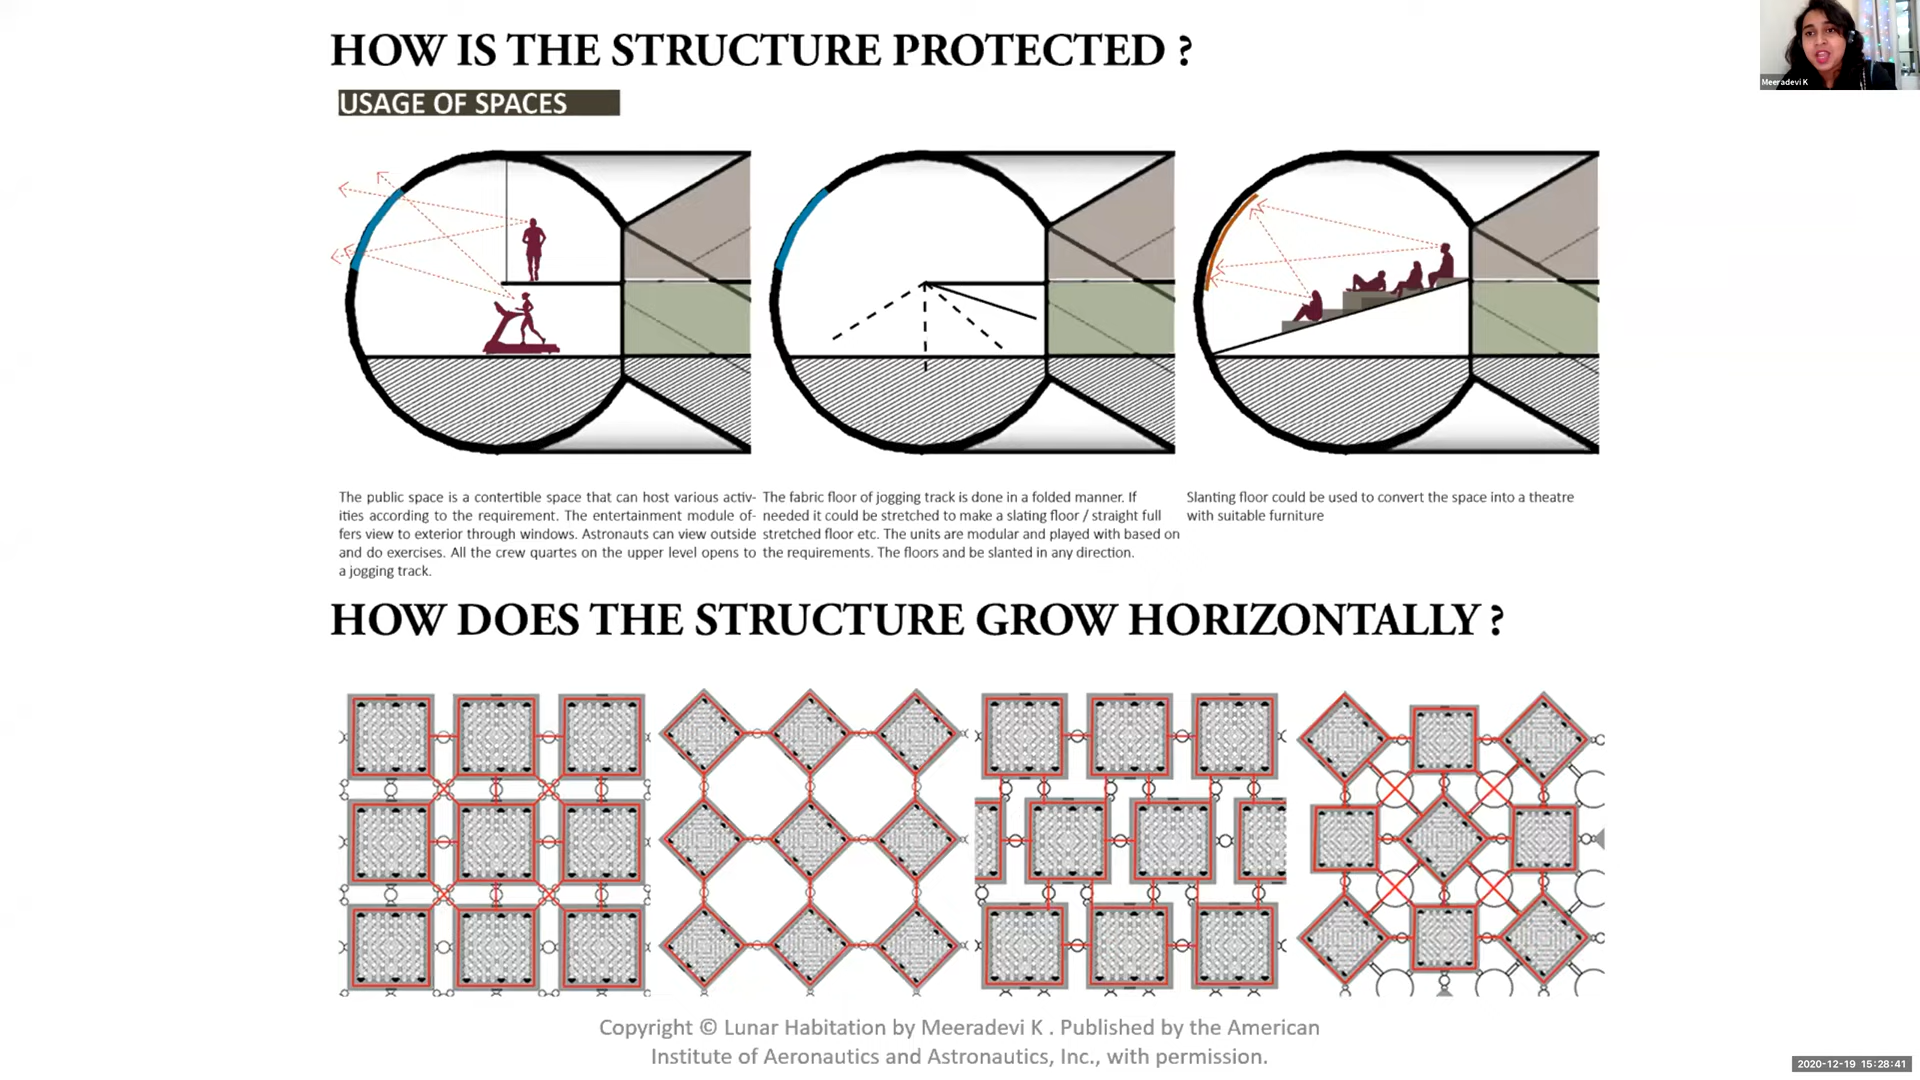 HOW IS THE STRUCTURE PROTECTED ?
USAGE OF SPACES
Meeradevi K
The public space is a contertible space that can host various activ-
ities according to the requirement. The entertainment module of-
fers view to exterior through windows. Astronauts can view outside
and do exercises. All the crew quartes on the upper level opens to
a jogging track.
The fabric floor of jogging track is done in a folded manner. If
needed it could be stretched to make a slating floor / straight full
stretched floor etc. The units are modular and played with based on
the requirements. The floors and be slanted in any direction.
Slanting floor could be used to convert the space into a theatre
with suitable furniture
HOW DOES THE STRUCTURE GROW HORIZONTALLY ?
Copyright © Lunar Habitation by Meeradevi K . Published by the American
Institute of Aeronautics and Astronautics, Inc., with permission.
2020-12-19 15:28:41